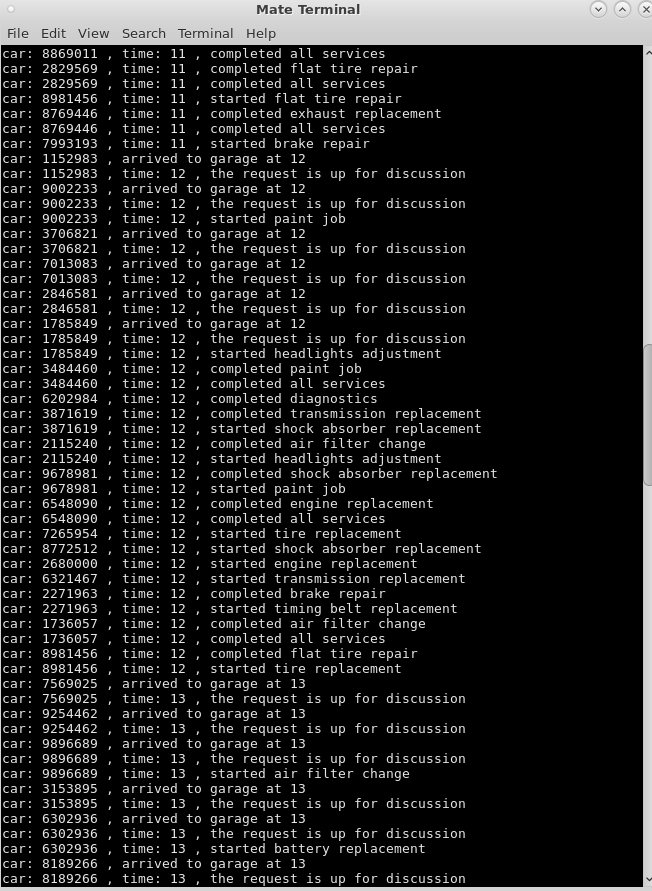 Mate Terminal
File Edit View Search Terminal Help
car: 8869011 , time: 11 , completed all services
car: 2829569 , time: 11 , completed flat tire repair
car: 2829569 , time: 11 , completed all services
car: 8981456 , time: 11 , started flat tire repair
car: 8769446 , time: 11 , completed exhaust replacement
car: 8769446 , time: 11 , completed all services
car: 7993193 , time: 11 , started brake repair
car: 1152983 , arrived to garage at 12
car: 1152983 , time: 12 , the request is up for discussion
car: 9002233 , arrived to garage at 12
car: 9002233 , time: 12 , the request is up for discussion
car: 9002233 , time: 12 , started paint job
car: 3706821 , arrived to garage at 12
car: 3706821 , time: 12 , the request is up for discussion
car: 7013083 , arrived to garage at 12
car: 7013083 , time: 12 , the request is up for discussion
car: 2846581 , arrived to garage at 12
car: 2846581 , time: 12 , the request is up for discussion
car: 1785849 , arrived to garage at 12
car: 1785849 , time: 12 , the request is up for discussion
car: 1785849 , time: 12 , started headlights adjustment
car: 3484460 , time: 12 , completed paint job
car: 3484460 , time: 12 , completed all services
car: 6202984 , time: 12 , completed diagnostics
car: 3871619 , time: 12 , completed transmission replacement
car: 3871619 , time: 12 , started shock absorber replacement
car: 2115240 , time: 12 , completed air filter change
car: 2115240 , time: 12 , started headlights adjustment
car: 9678981 , time: 12 , completed shock absorber replacement
car: 9678981 , time: 12 , started paint job
car: 6548090 , time: 12 , completed engine replacement
car: 6548090 , time: 12 , completed all services
car: 7265954 , time: 12 , started tire replacement
car: 8772512 , time: 12 , started shock absorber replacement
car: 2680000 , time: 12 , started engine replacement
car: 6321467 , time: 12 , started transmission replacement
car: 2271963 , time: 12 , completed brake repair
car: 2271963 , time: 12 , started timing belt replacement
car: 1736057 , time: 12 , completed air filter change
car: 1736057 , time: 12 , completed all services
car: 8981456 , time: 12 , completed flat tire repair
car: 8981456 , time: 12 , started tire replacement
car: 7569025 , arrived to garage at 13
car: 7569025 , time: 13 , the request is up for discussion
car: 9254462 , arrived to garage at 13
car: 9254462 , time: 13 , the request is up for discussion
car: 9896689 , arrived to garage at 13
car: 9896689 , time: 13 , the request is up for discussion
car: 9896689 , time: 13 , started air filter change
car: 3153895 , arrived to garage at 13
car: 3153895 , time: 13 , the request is up for discussion
car: 6302936 , arrived to garage at 13
car: 6302936 , time: 13 , the request is up for discussion
car: 6302936 , time: 13 , started battery replacement
car: 8189266 , arrived to garage at 13
car: 8189266 , time: 13 , the request is up for discussion